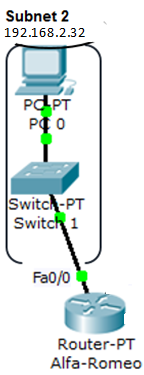 Subnet 2
192.168.2.32
PC-PT
PC 0
Switch-PT
Switch 1
Fa0/0
Router-PT
Alfa-Romeo